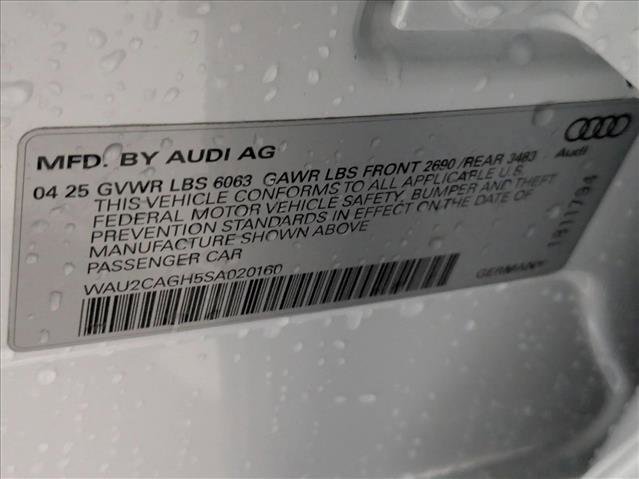 MFD. BY AUDI AG
04 25 GVWR LBS 6063 GAWR LBS FRONT 2690 /REAR 3483
THIS VEHICLE CONFORMS TO ALL APPLICABLE U.S.
FEDERAL MOTOR VEHICLE SAFETY, BUMPER AND THEFT
PREVENTION STANDARDS IN EFFECT ON THE DATE OF
MANUFACTURE SHOWN ABOVE
PASSENGER CAR
WAU2CAGH5SA020160
Audi
1811794
GERMANY